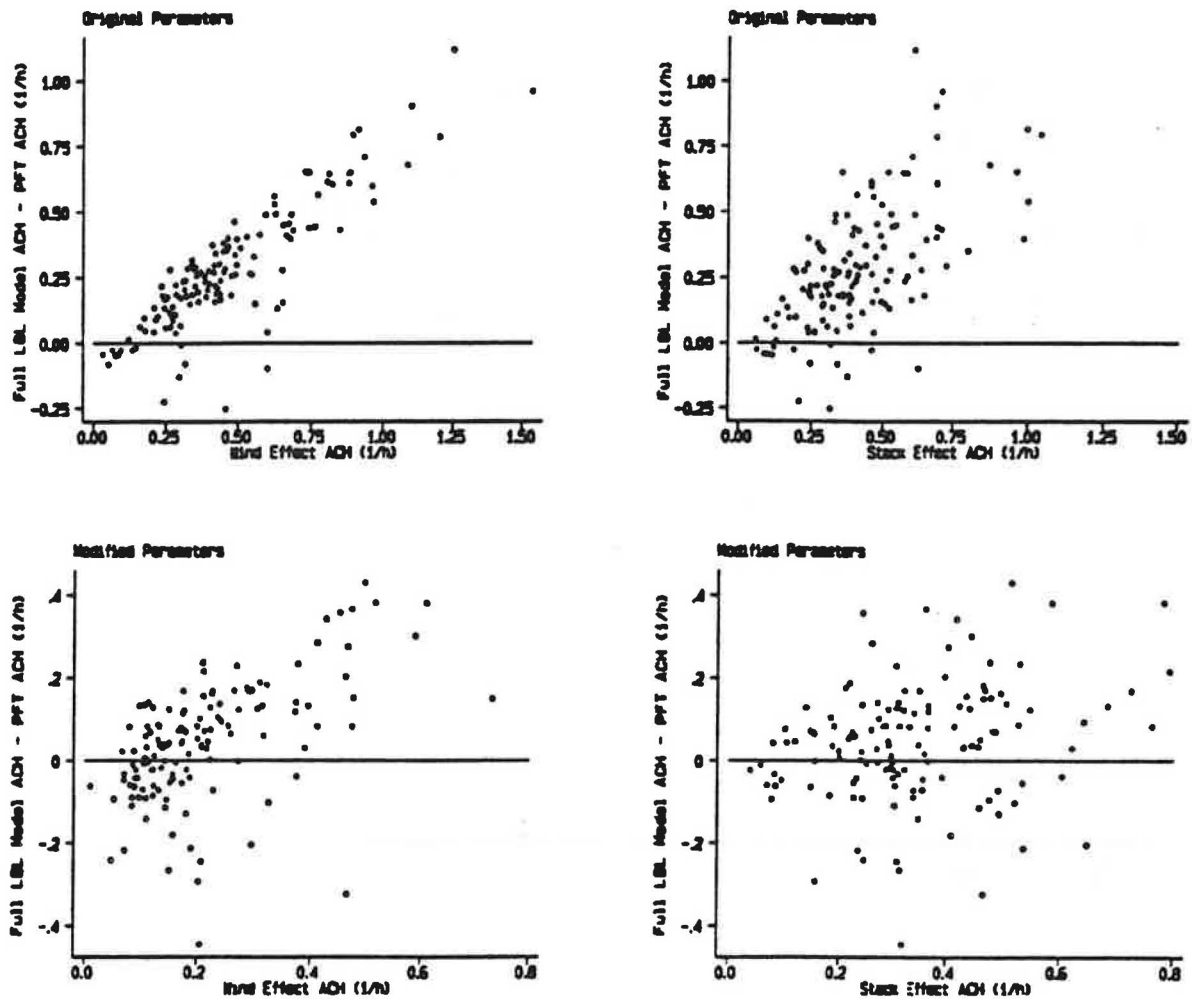 Original Parameters
Full LBL Model ACH - PFT ACH (1/h)
1.00
0.75
0.50
0.25
0.00
-0.25
0.00 0.25 0.50 0.75 1.00 1.25 1.50
Wind Effect ACH (1/h)
Original Parameters
Full LBL Model ACH - PFT ACH (1/h)
1.00
0.75
0.50
0.25
0.00
-0.25
0.00 0.25 0.50 0.75 1.00 1.25 1.50
Stack Effect ACH (1/h)
Modified Parameters
Full LBL Model ACH - PFT ACH (1/h)
.4
.2
0
-.2
-.4
0.0 0.2 0.4 0.6 0.8
Wind Effect ACH (1/h)
Modified Parameters
Full LBL Model ACH - PFT ACH (1/h)
.4
.2
0
-.2
-.4
0.0 0.2 0.4 0.6 0.8
Stack Effect ACH (1/h)